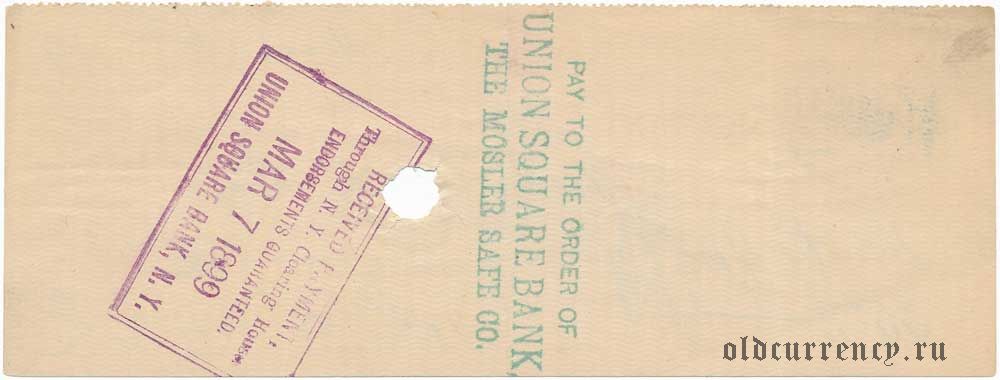 PAY TO THE ORDER OF
UNION SQUARE BANK,
THE MOSLER SAFE CO.
RECEIVED PAYMENT,
Through N. Y. Clearing House.
ENDORSEMENTS GUARANTEED.
MAR 7 1899
UNION SQUARE BANK, N. Y.
oldcurrency.ru